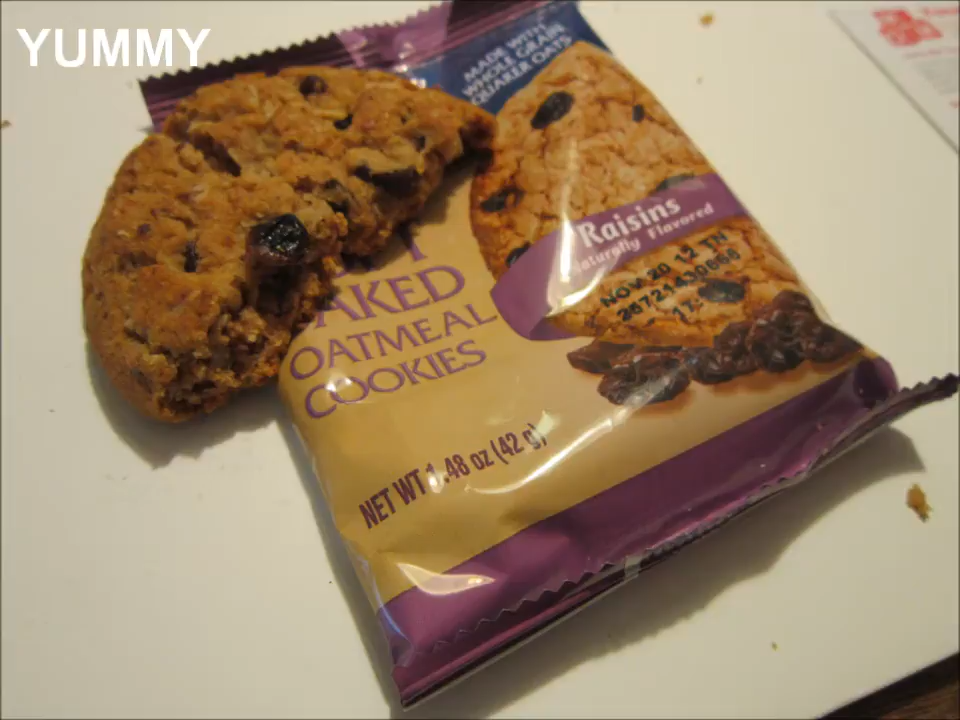 YUMMY
MADE WITH
WHOLE GRAIN
QUAKER OATS
Raisins
Naturally Flavored
NOV 20 12 TN
OATMEAL
COOKIES
NET WT 1.48 oz (42 g)